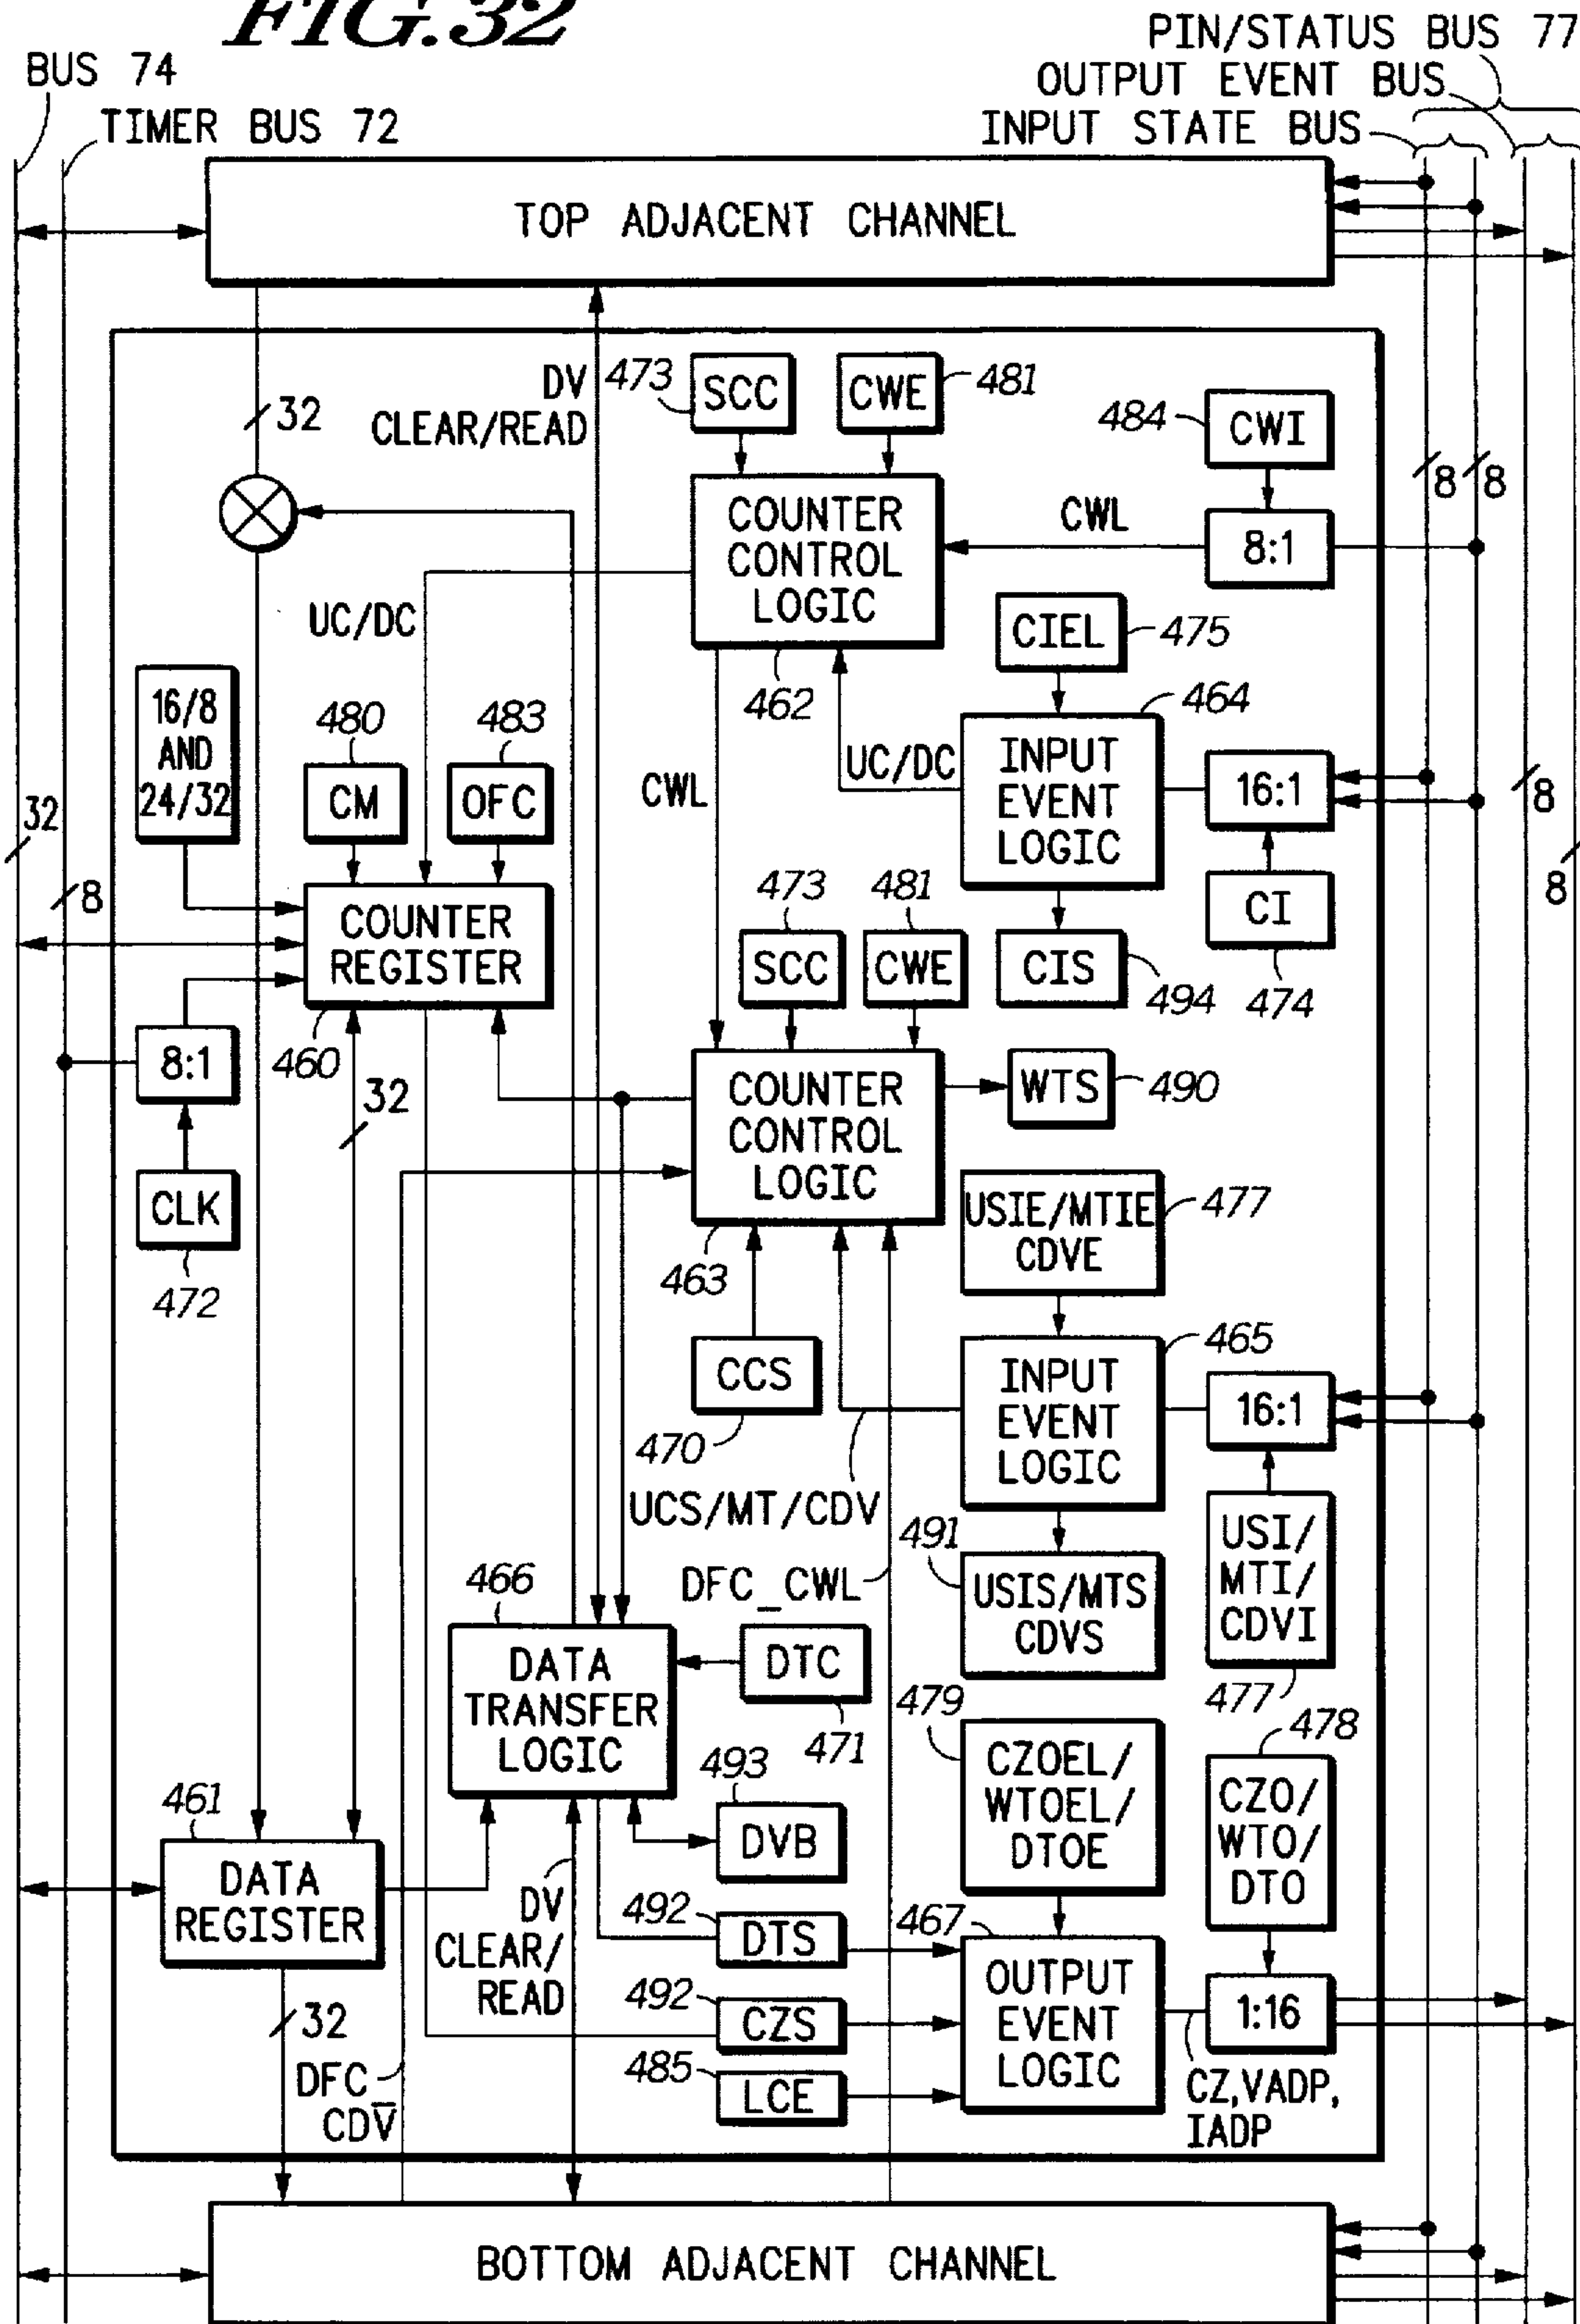 FIG.32
PIN/STATUS BUS 77
BUS 74
OUTPUT EVENT BUS
TIMER BUS 72
INPUT STATE BUS
TOP ADJACENT CHANNEL
32
DV
CLEAR/READ
473
SCC
CWE
481
484
CWI
8
8
COUNTER
CONTROL
LOGIC
462
CWL
8:1
UC/DC
CIEL
475
16/8
AND
24/32
480
CM
483
OFC
CWL
UC/DC
464
INPUT
EVENT
LOGIC
16:1
CI
474
8
8
32
8
COUNTER
REGISTER
460
473
SCC
481
CWE
CIS
494
8:1
CLK
472
32
COUNTER
CONTROL
LOGIC
463
WTS
490
USIE/MTIE
CDVE
477
CCS
470
465
INPUT
EVENT
LOGIC
16:1
UCS/MT/CDV
USI/
MTI/
CDVI
477
491
USIS/MTS
CDVS
DFC_CWL
466
DATA
TRANSFER
LOGIC
DTC
471
479
CZOEL/
WTOEL/
DTOE
478
CZO/
WTO/
DTO
493
DVB
461
DATA
REGISTER
DV
CLEAR/
READ
492
DTS
467
OUTPUT
EVENT
LOGIC
1:16
492
CZS
485
LCE
CZ,VADP,
IADP
32
DFC
CDV̅
BOTTOM ADJACENT CHANNEL